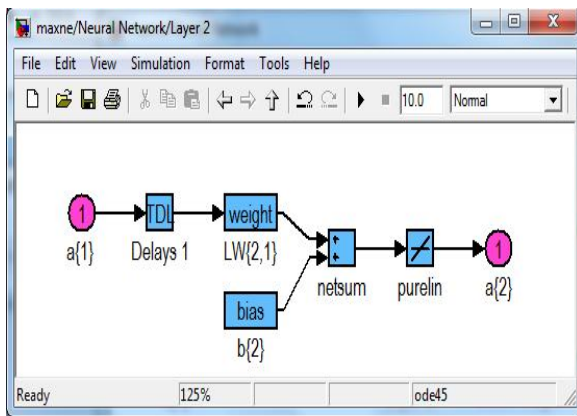 maxne/Neural Network/Layer 2
File Edit View Simulation Format Tools Help
10.0 Normal
1 TDL weight
a{1} Delays 1 LW{2,1}
netsum purelin
1
a{2}
bias
b{2}
Ready 125% ode45